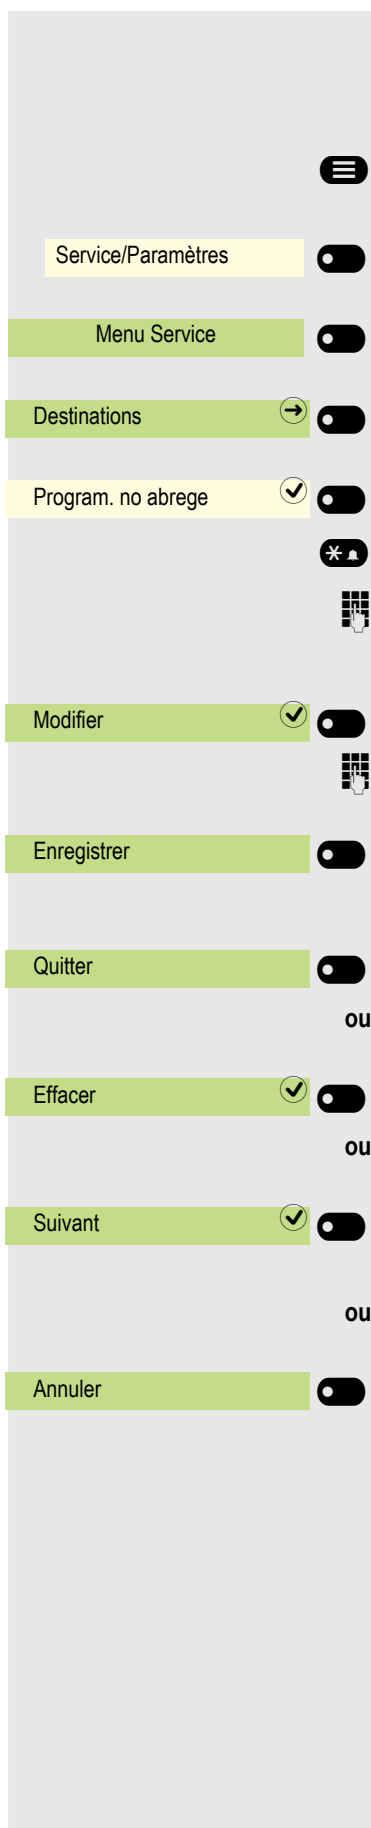 Service/Paramètres
Menu Service
Destinations
Program. no abrege
Modifier
Enregistrer
Quitter
ou
Effacer
ou
Suivant
ou
Annuler